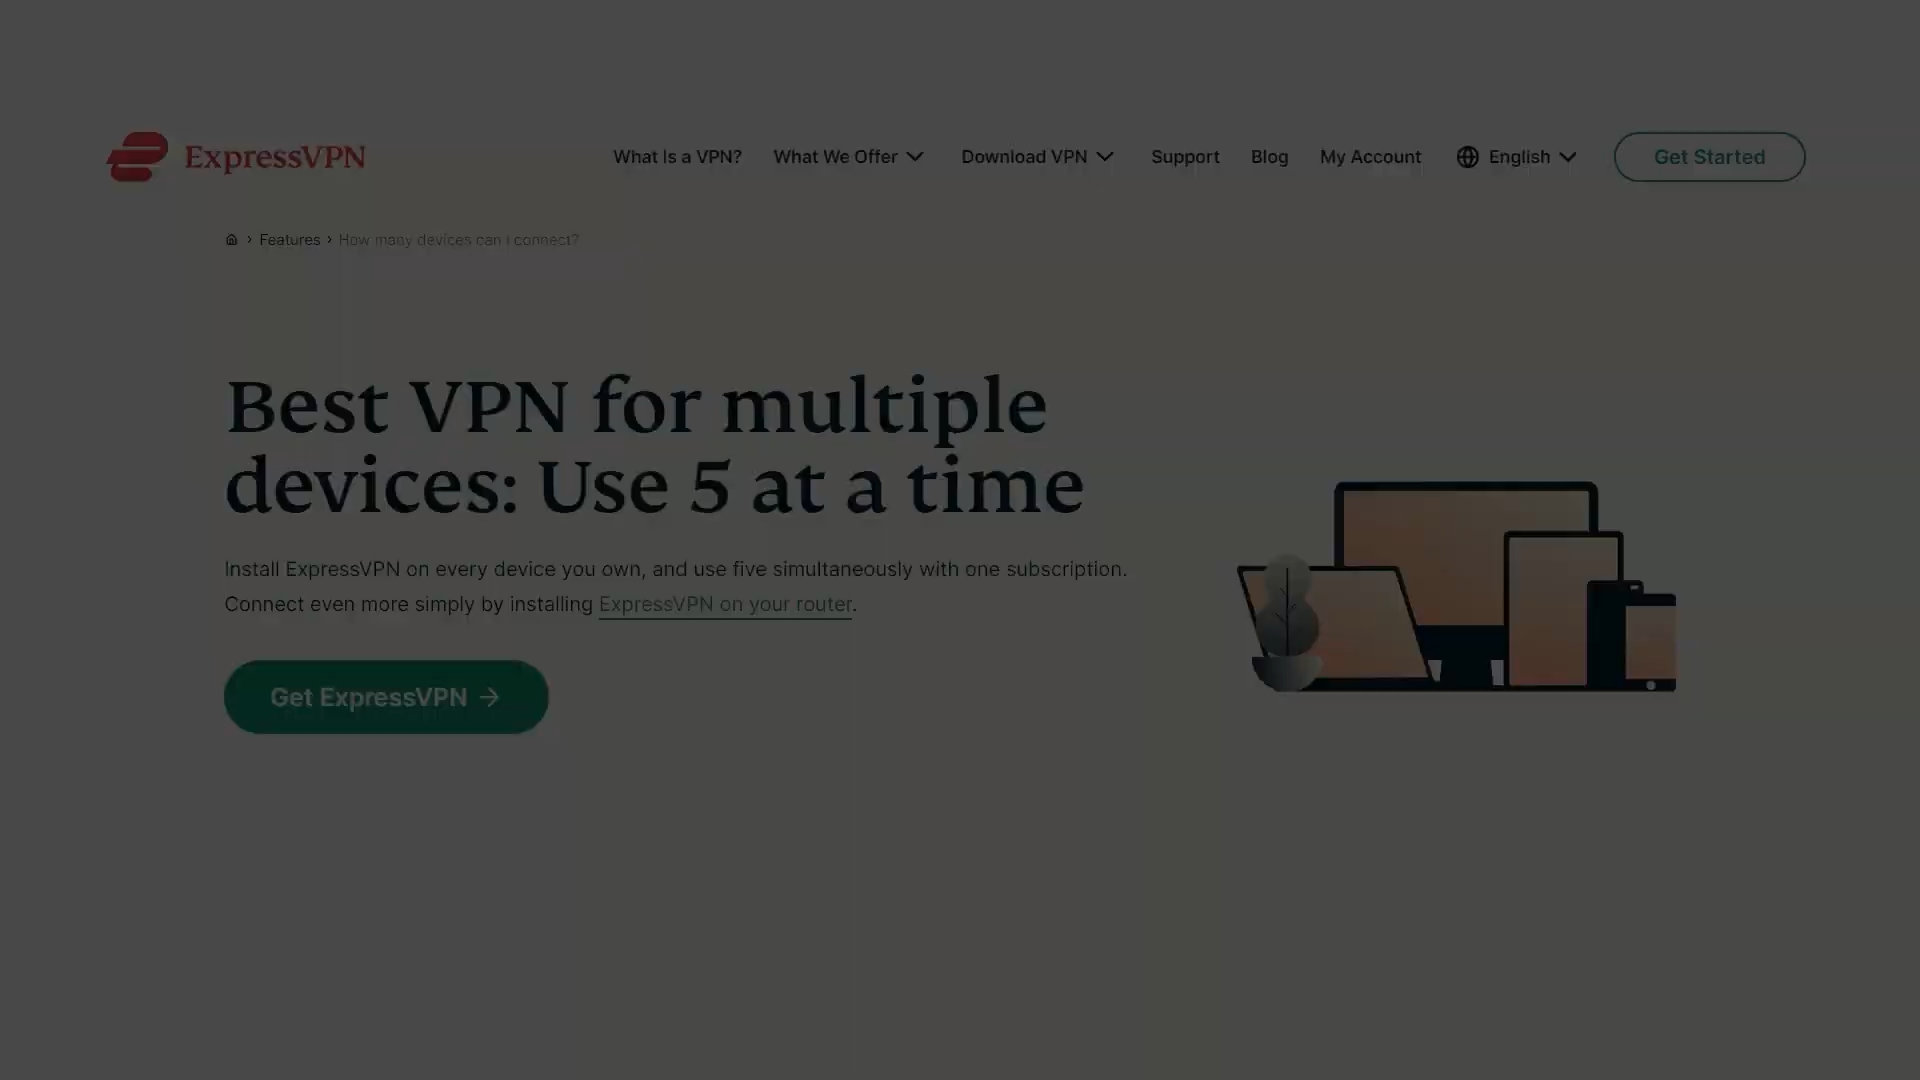 ExpressVPN
What Is a VPN? What We Offer Download VPN Support Blog My Account English Get Started
Features › How many devices can I connect?
Best VPN for multiple
devices: Use 5 at a time
Install ExpressVPN on every device you own, and use five simultaneously with one subscription.
Connect even more simply by installing ExpressVPN on your router.
Get ExpressVPN →